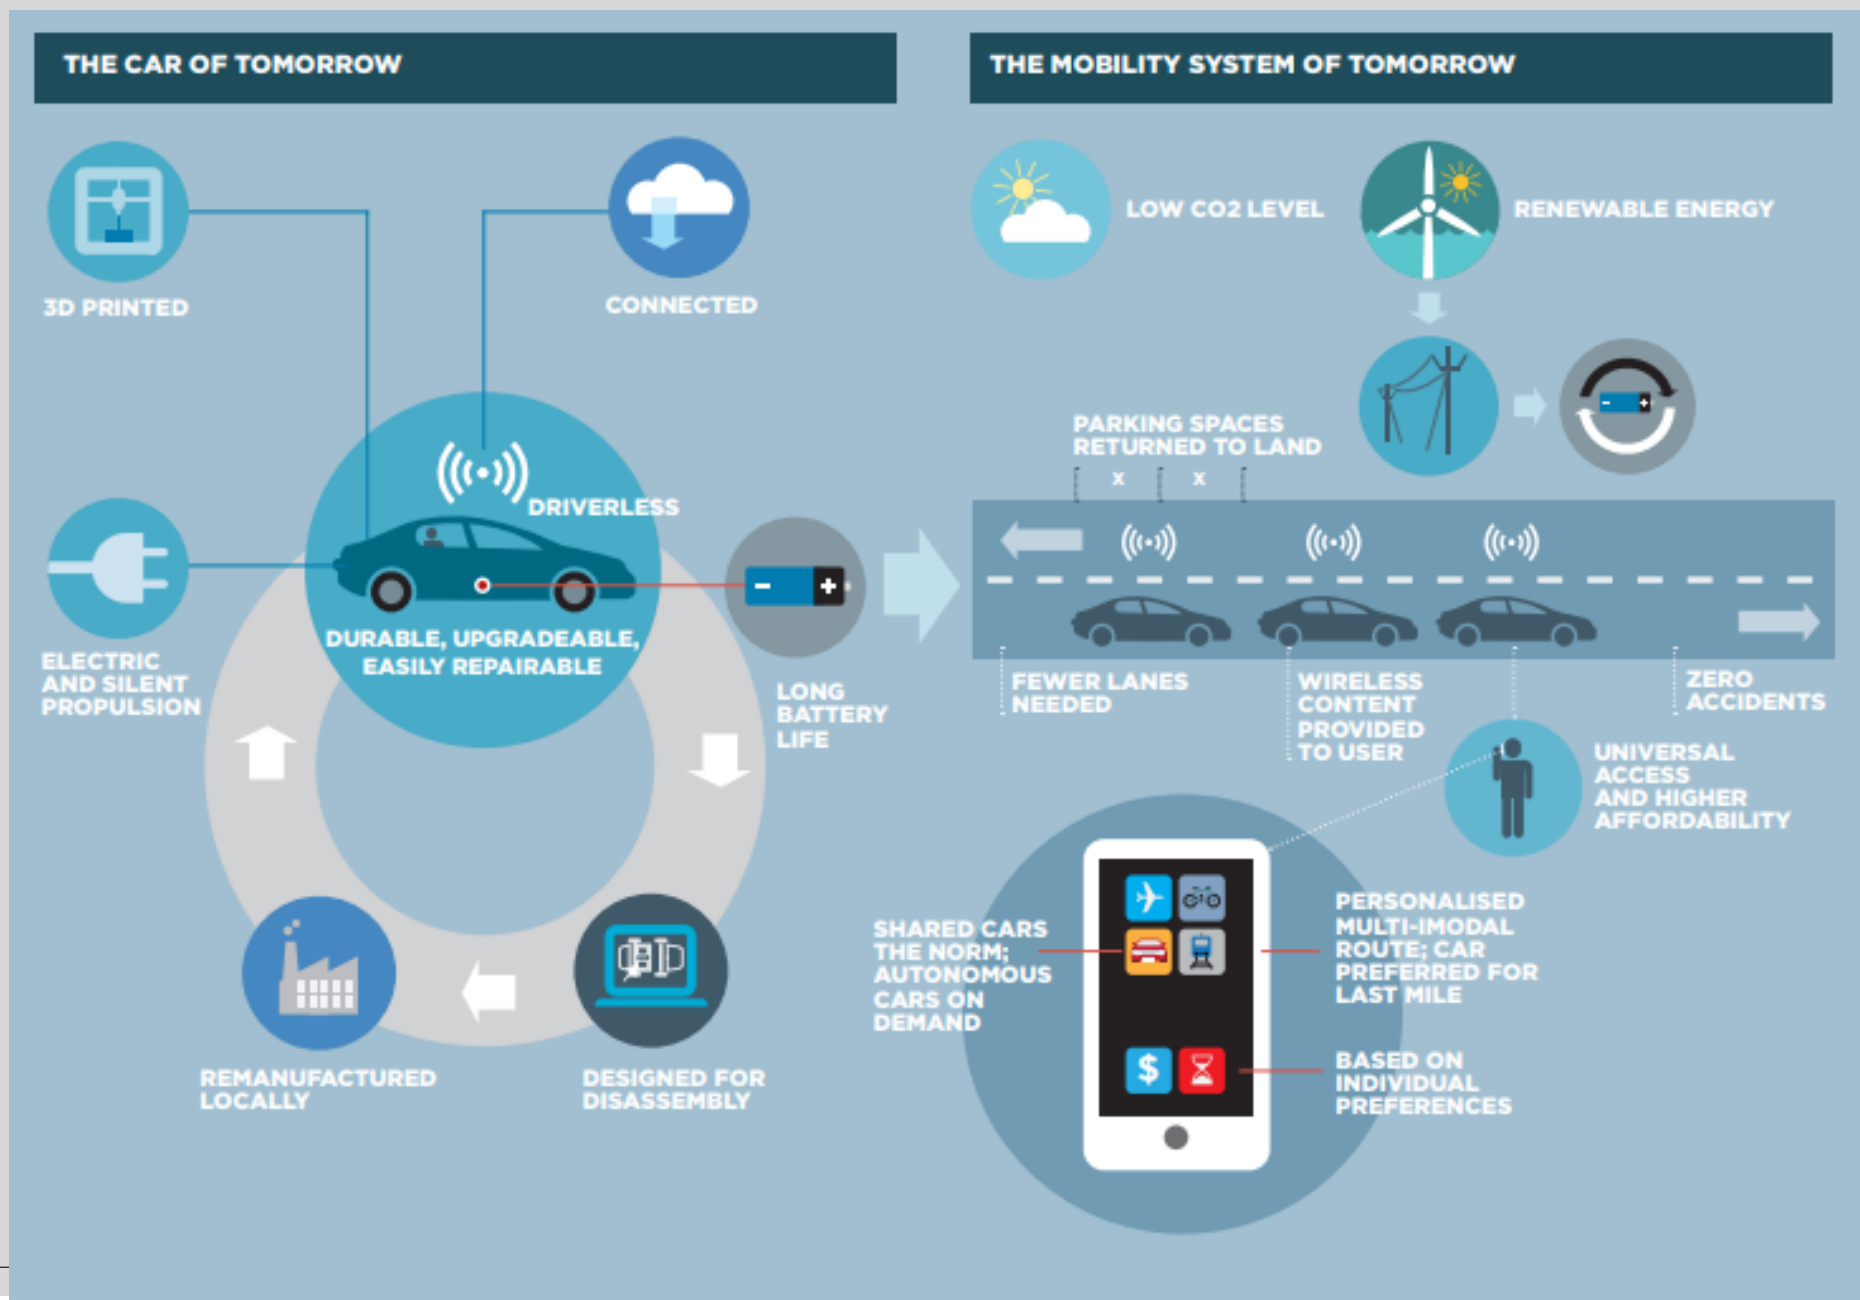 THE CAR OF TOMORROW
3D PRINTED
CONNECTED
DRIVERLESS
DURABLE, UPGRADEABLE,
EASILY REPAIRABLE
ELECTRIC
AND SILENT
PROPULSION
LONG
BATTERY
LIFE
REMANUFACTURED
LOCALLY
DESIGNED FOR
DISASSEMBLY
THE MOBILITY SYSTEM OF TOMORROW
LOW CO2 LEVEL
RENEWABLE ENERGY
PARKING SPACES
RETURNED TO LAND
X X
FEWER LANES
NEEDED
WIRELESS
CONTENT
PROVIDED
TO USER
ZERO
ACCIDENTS
UNIVERSAL
ACCESS
AND HIGHER
AFFORDABILITY
SHARED CARS
THE NORM;
AUTONOMOUS
CARS ON
DEMAND
$
PERSONALISED
MULTI-IMODAL
ROUTE; CAR
PREFERRED FOR
LAST MILE
BASED ON
INDIVIDUAL
PREFERENCES